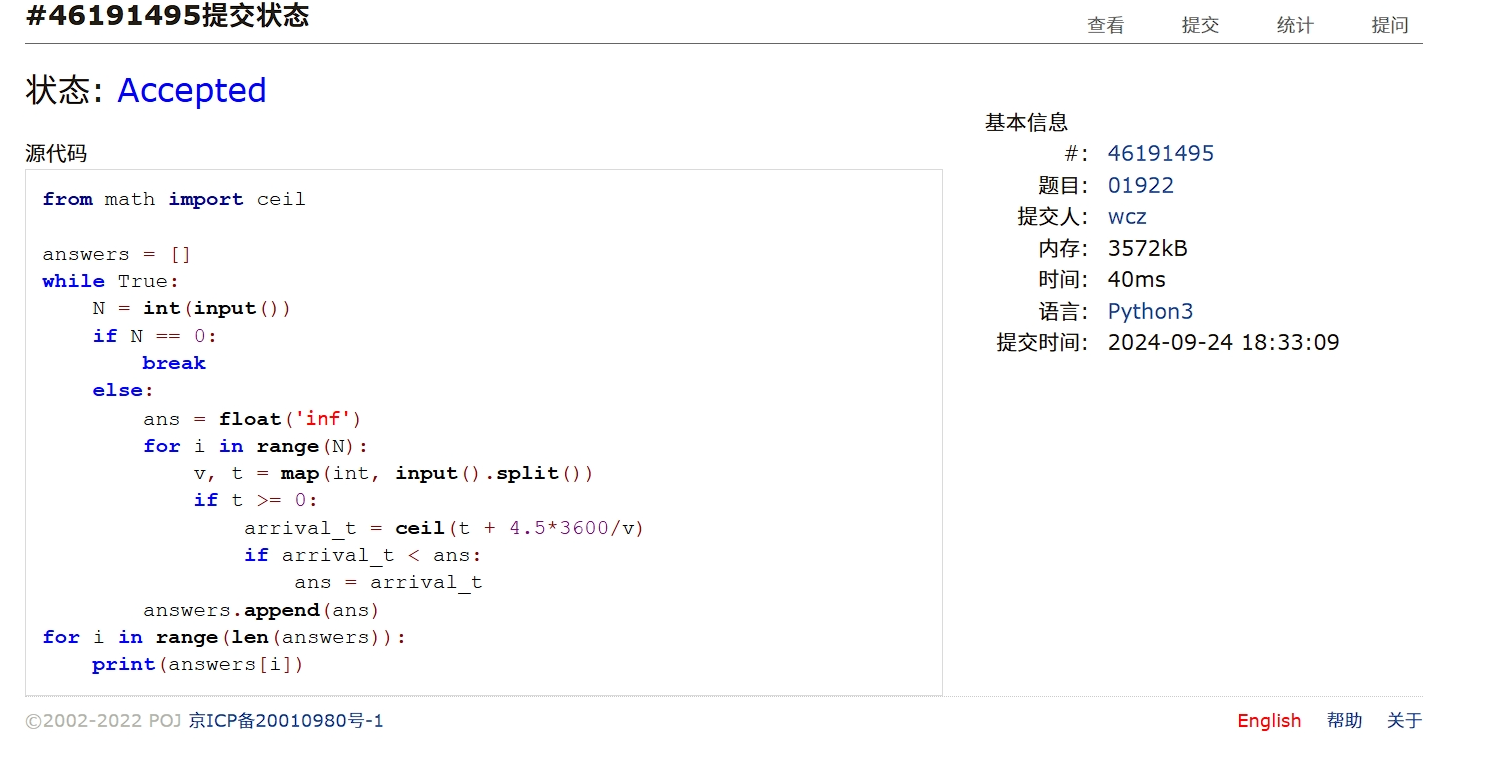 #46191495提交状态
查看 提交 统计 提问
状态: Accepted
源代码
from math import ceil

answers = []
while True:
    N = int(input())
    if N == 0:
        break
    else:
        ans = float('inf')
        for i in range(N):
            v, t = map(int, input().split())
            if t >= 0:
                arrival_t = ceil(t + 4.5*3600/v)
                if arrival_t < ans:
                    ans = arrival_t
        answers.append(ans)
for i in range(len(answers)):
    print(answers[i])
基本信息
#: 46191495
题目: 01922
提交人: wcz
内存: 3572kB
时间: 40ms
语言: Python3
提交时间: 2024-09-24 18:33:09
©2002-2022 POJ 京ICP备20010980号-1
English 帮助 关于